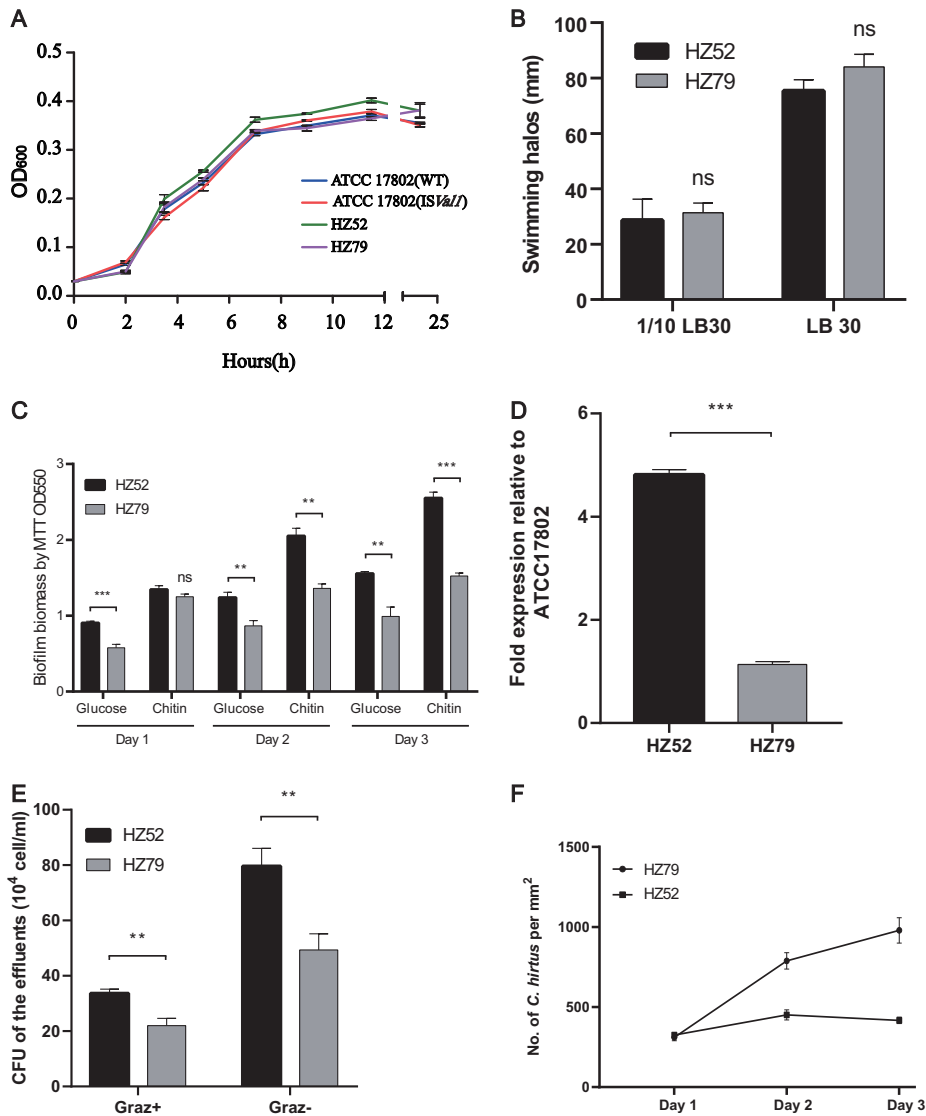 A
0.5
0.4
0.3
0.2
0.1
0.0
OD600
ATCC 17802(WT)
ATCC 17802(ISVal1)
HZ52
HZ79
0 2 4 6 8 10 12 25
Hours(h)
B
100
80
60
40
20
0
Swimming halos (mm)
HZ52
HZ79
ns
ns
1/10 LB30 LB 30
C
3
2
1
0
Biofilm biomass by MTT OD550
HZ52
HZ79
***
ns
**
**
**
***
Glucose Chitin Glucose Chitin Glucose Chitin
Day 1 Day 2 Day 3
D
6
4
2
0
Fold expression relative to
ATCC17802
***
HZ52 HZ79
E
100
80
60
40
20
0
CFU of the effluents (10⁴ cell/ml)
HZ52
HZ79
**
**
Graz+ Graz-
F
1500
1000
500
0
No. of C. hirtus per mm²
HZ79
HZ52
Day 1 Day 2 Day 3